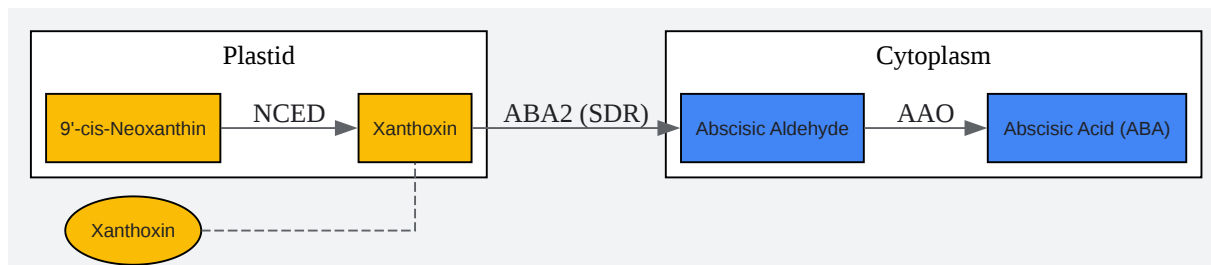 Plastid
Cytoplasm
9'-cis-Neoxanthin
NCED
Xanthoxin
ABA2 (SDR)
Abscisic Aldehyde
AAO
Abscisic Acid (ABA)
Xanthoxin